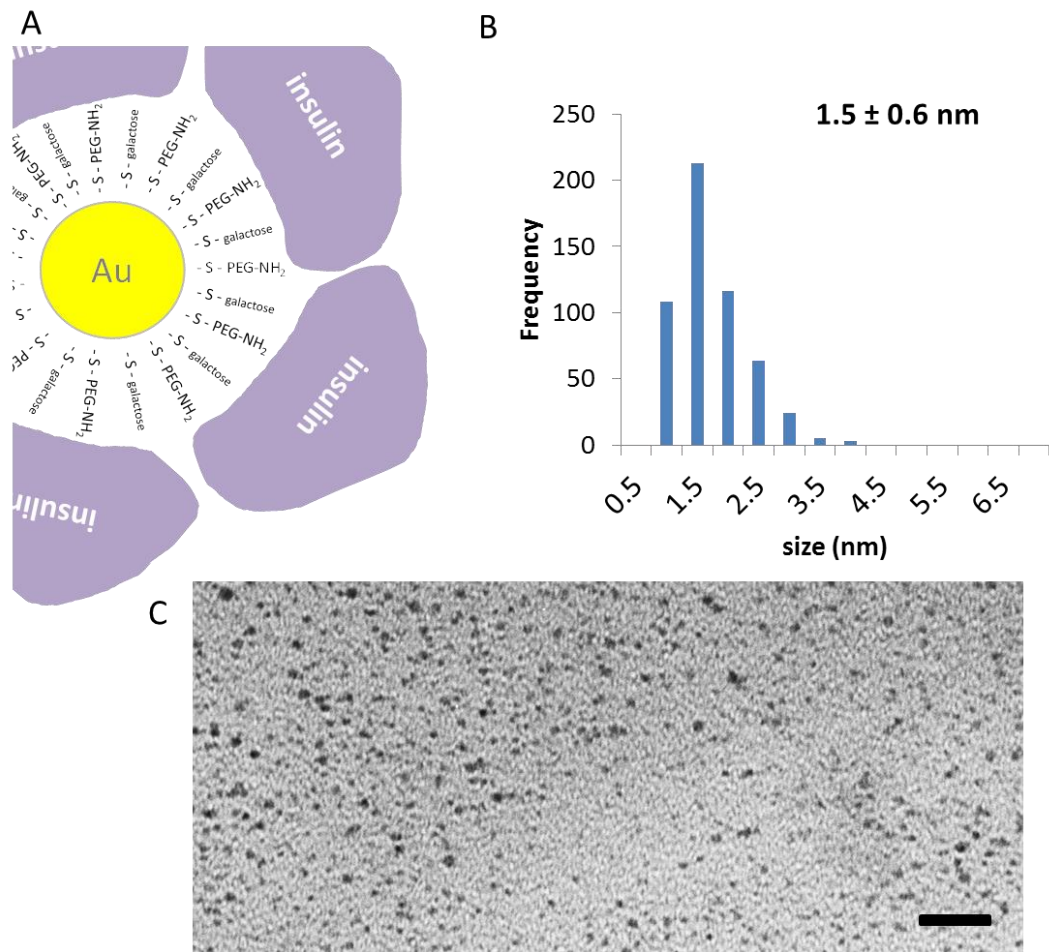 A
insulin
- S - PEG-NH₂
- S - galactose
- S - PEG-NH₂
- S - galactose
- S - PEG-NH₂
- S - galactose
- S - PEG-NH₂
- S - galactose
- S - PEG-NH₂
- S - galactose
- S - PEG-NH₂
- S - galactose
- S - PEG-NH₂
- S - galactose
- S - PEG-NH₂
- S - galactose
Au
insulin
insulin
B
1.5 ± 0.6 nm
Frequency
250
200
150
100
50
0
0.5
1.5
2.5
3.5
4.5
5.5
6.5
size (nm)
C